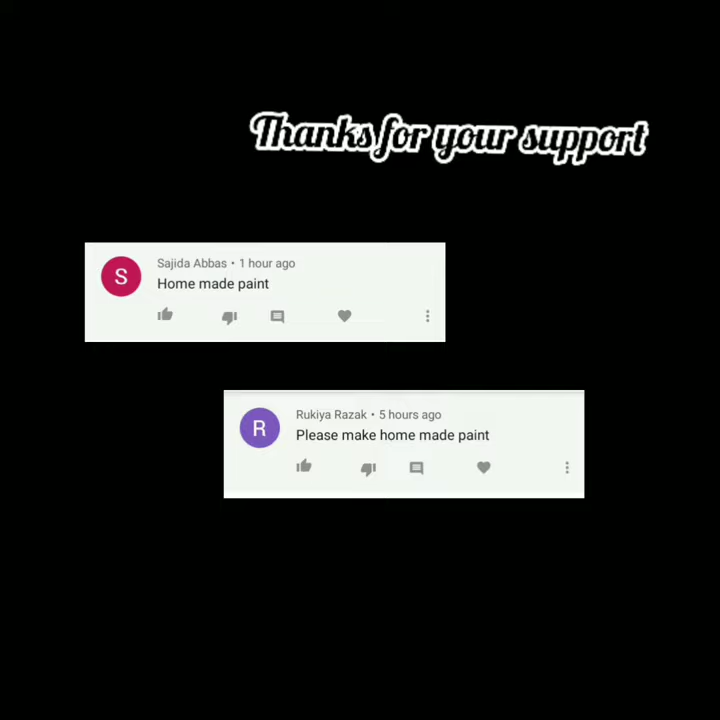 Thanks for your support
S
Sajida Abbas • 1 hour ago
Home made paint
R
Rukiya Razak • 5 hours ago
Please make home made paint